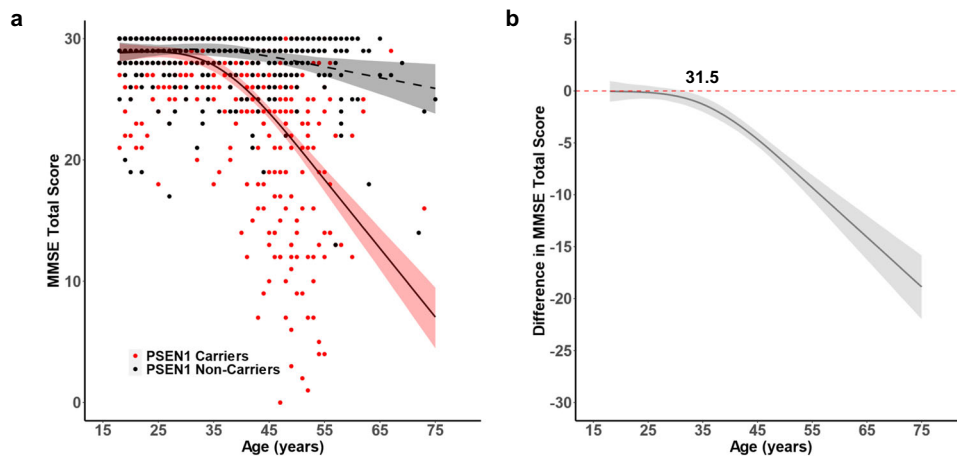 a
30
20
10
0
MMSE Total Score
PSEN1 Carriers
PSEN1 Non-Carriers
15 25 35 45 55 65 75
Age (years)
b
5
0
-5
-10
-15
-20
-25
-30
Difference in MMSE Total Score
31.5
15 25 35 45 55 65 75
Age (years)